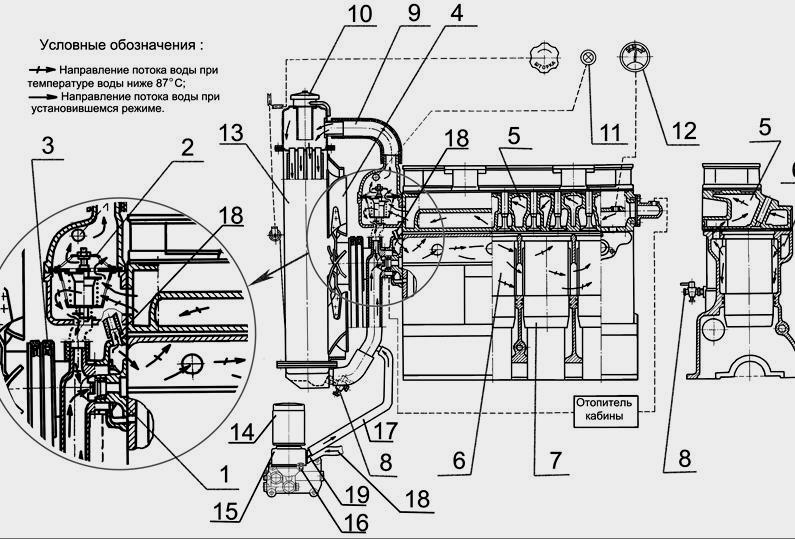 10
9
4
Условные обозначения :
Направление потока воды при
температуре воды ниже 87°С;
Направление потока воды при
установившемся режиме.
ШТОРКА
11
12
13
18
5
5
3
2
18
8
Отопитель
кабины
14
17
1
8
6
7
15
19
18
16